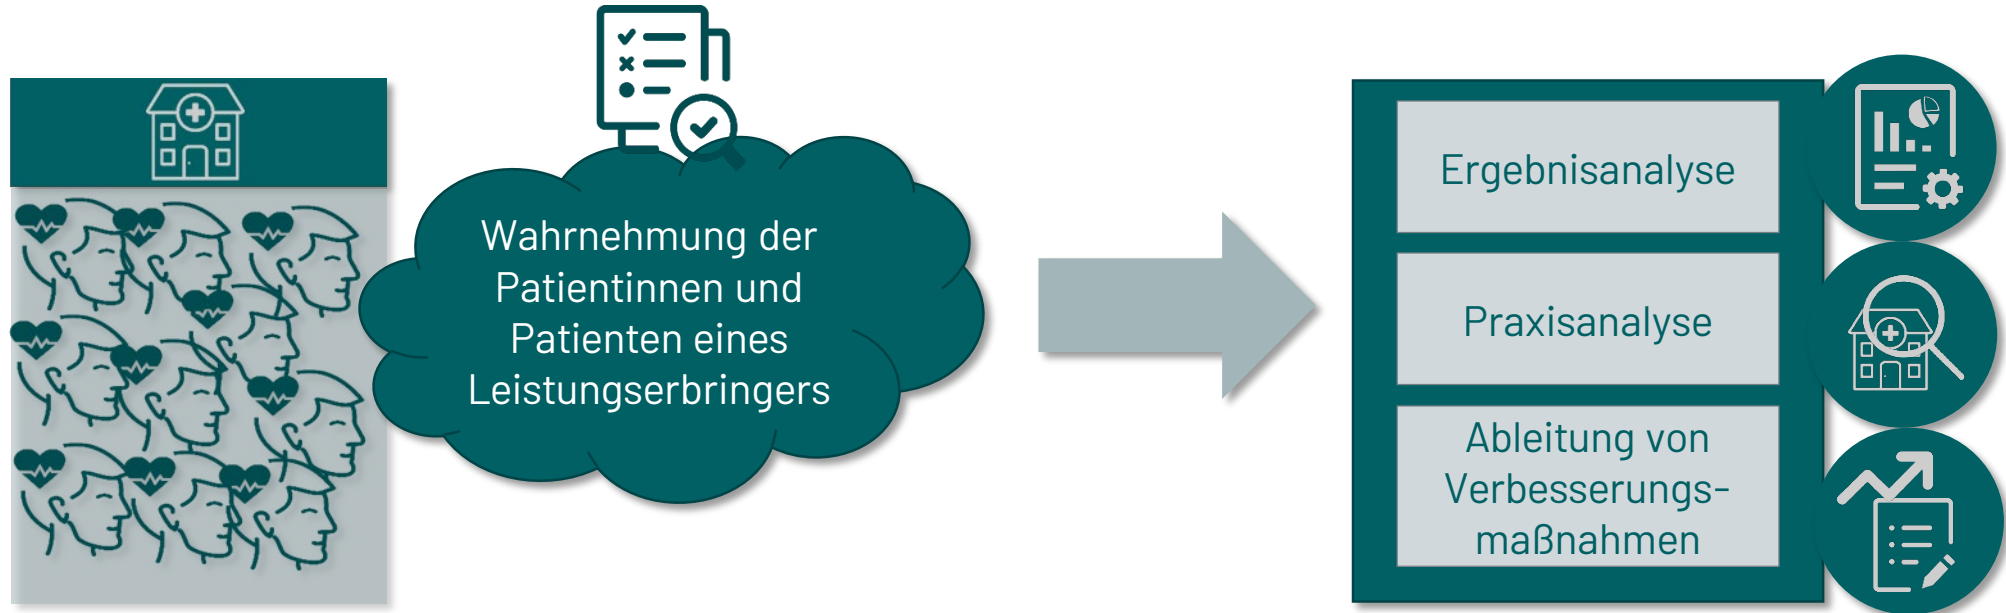 Wahrnehmung der
Patientinnen und
Patienten eines
Leistungserbringers
Ergebnisanalyse
Praxisanalyse
Ableitung von
Verbesserungs-
maßnahmen